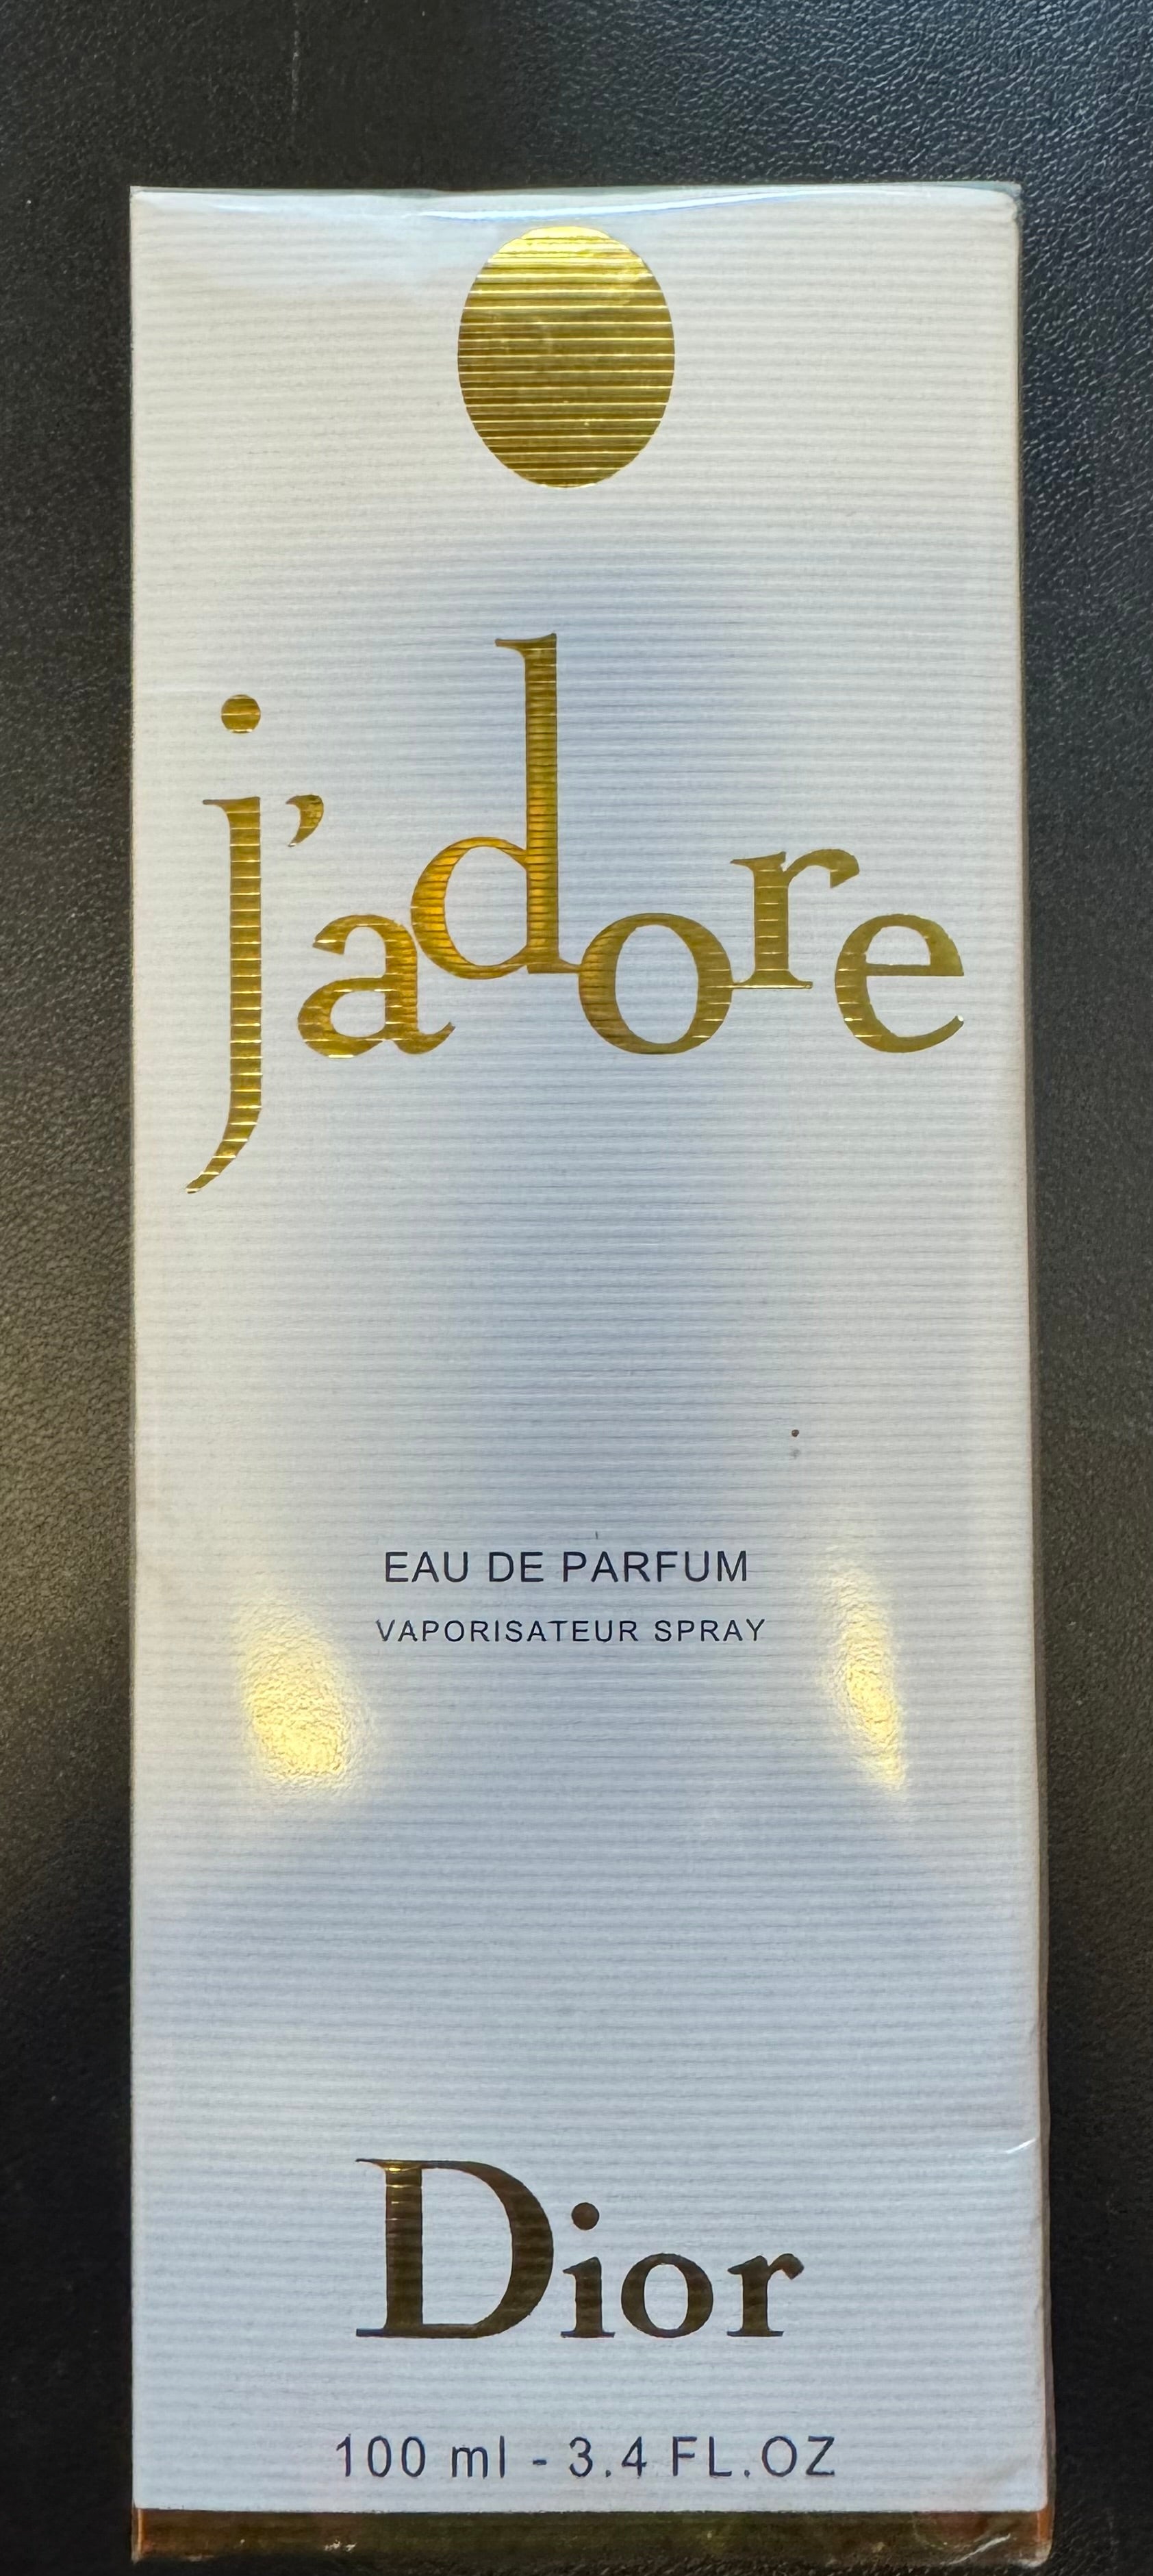 j'adore
EAU DE PARFUM
VAPORISATEUR SPRAY
Dior
100 ml - 3.4 FL.OZ